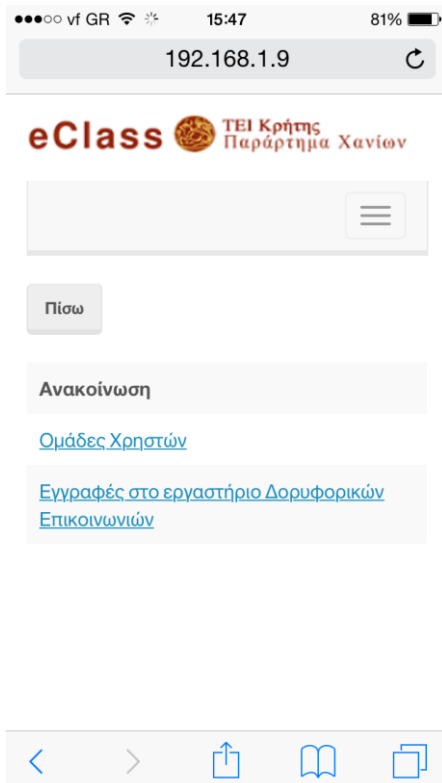 vf GR 15:47 81%
192.168.1.9
eClass ΤΕΙ Κρήτης
Παράρτημα Χανίων
Πίσω
Ανακοίνωση
Ομάδες Χρηστών
Εγγραφές στο εργαστήριο Δορυφορικών
Επικοινωνιών